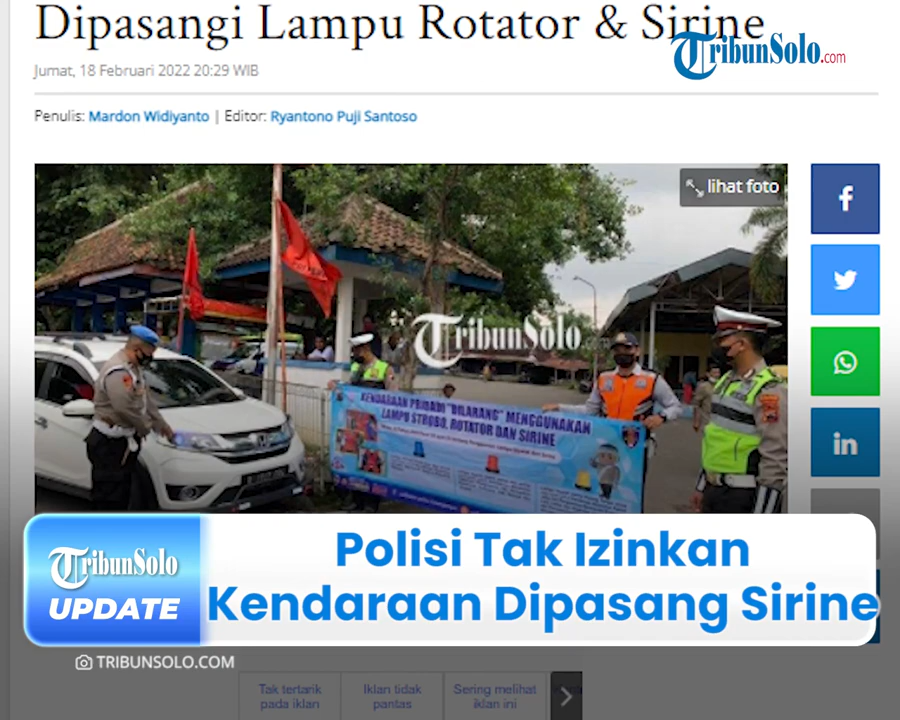 Dipasangi Lampu Rotator & Sirine
TribunSolo.com
Jumat, 18 Februari 2022 20:29 WIB
Penulis: Mardon Widiyanto | Editor: Ryantono Puji Santoso
lihat foto
TribunSolo
KENDARAAN PRIBADI "DILARANG" MENGGUNAKAN
LAMPU STROBO, ROTATOR DAN SIRINE
TribunSolo
UPDATE
Polisi Tak Izinkan
Kendaraan Dipasang Sirine
TRIBUNSOLO.COM
Tak tertarik
pada iklan
Iklan tidak
pantas
Sering melihat
iklan ini